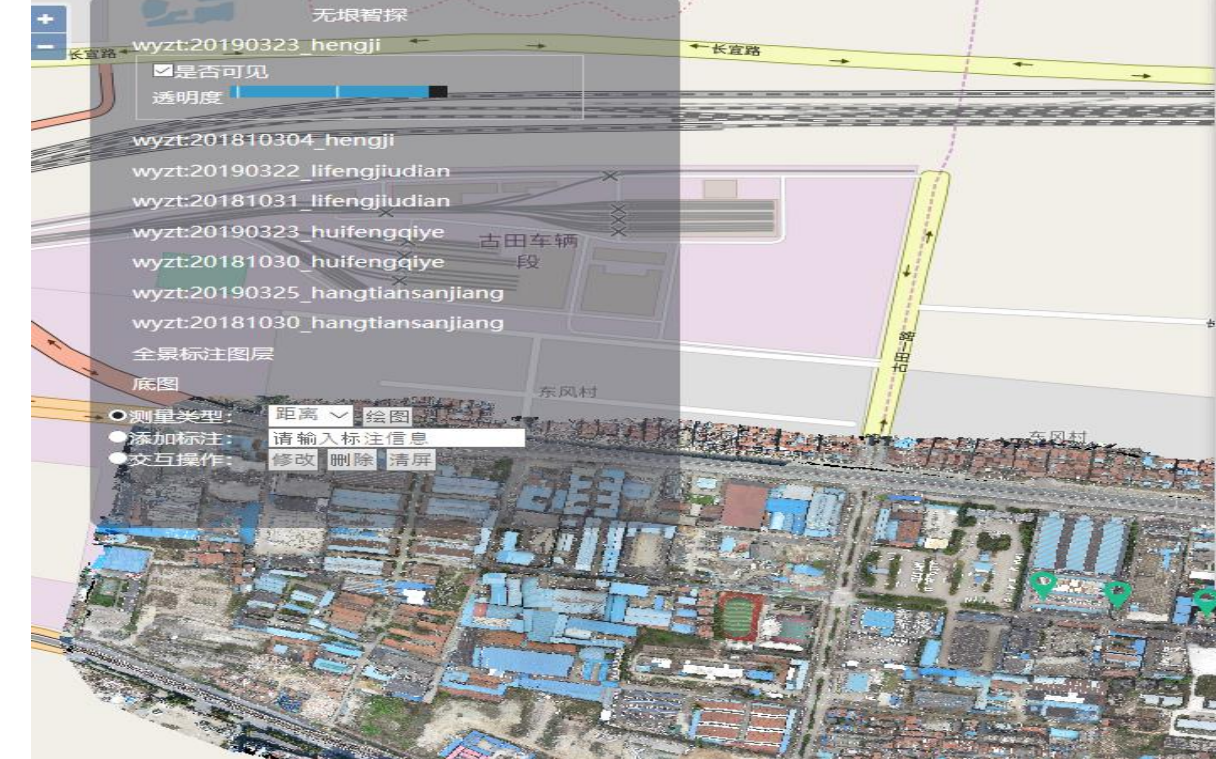 +
−
无垠智探
wyzt:20190323_hengji
长宜路
长宜路
是否可见
透明度
wyzt:201810304_hengji
wyzt:20190322_lifengjiudian
wyzt:20181031_lifengjiudian
wyzt:20190323_huifengqiye
古田车辆
段
wyzt:20181030_huifengqiye
wyzt:20190325_hangtiansanjiang
wyzt:20181030_hangtiansanjiang
全景标注图层
古田二路
底图
东风村
测量类型: 距离 绘图
添加标注: 请输入标注信息
东风村
交互操作: 修改 删除 清屏